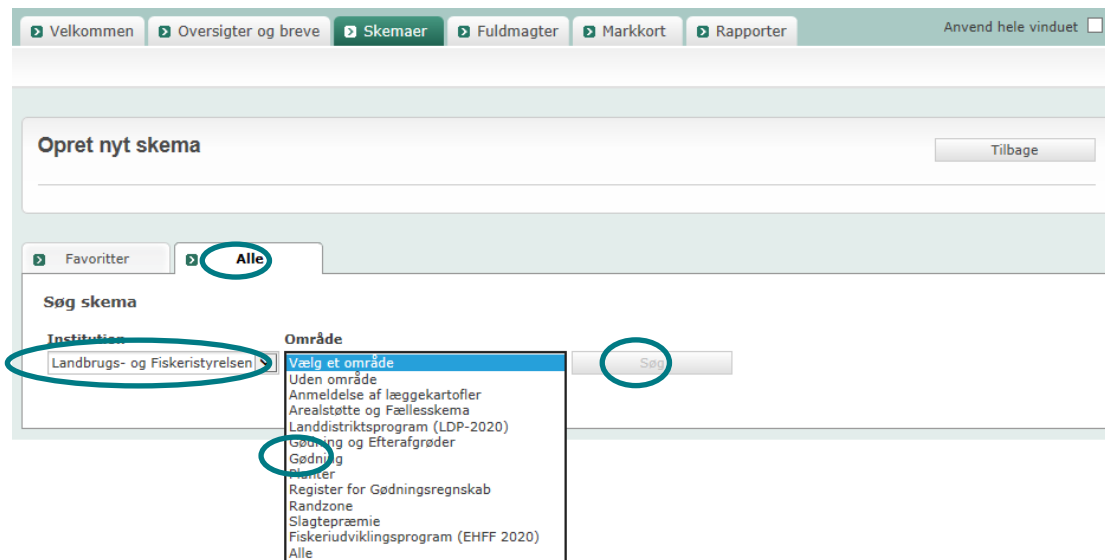 Velkommen Oversigter og breve Skemaer Fuldmagter Markkort Rapporter Anvend hele vinduet
Opret nyt skema Tilbage
Favoritter Alle
Søg skema
Institution Område
Landbrugs- og Fiskeristyrelsen Vælg et område Søg
Uden område
Anmeldelse af læggekartofler
Arealstøtte og Fællesskema
Landdistriktsprogram (LDP-2020)
Gødning og Efterafgrøder
Gødning
Planter
Register for Gødningsregnskab
Randzone
Slagtepræmie
Fiskeriudviklingsprogram (EHFF 2020)
Alle